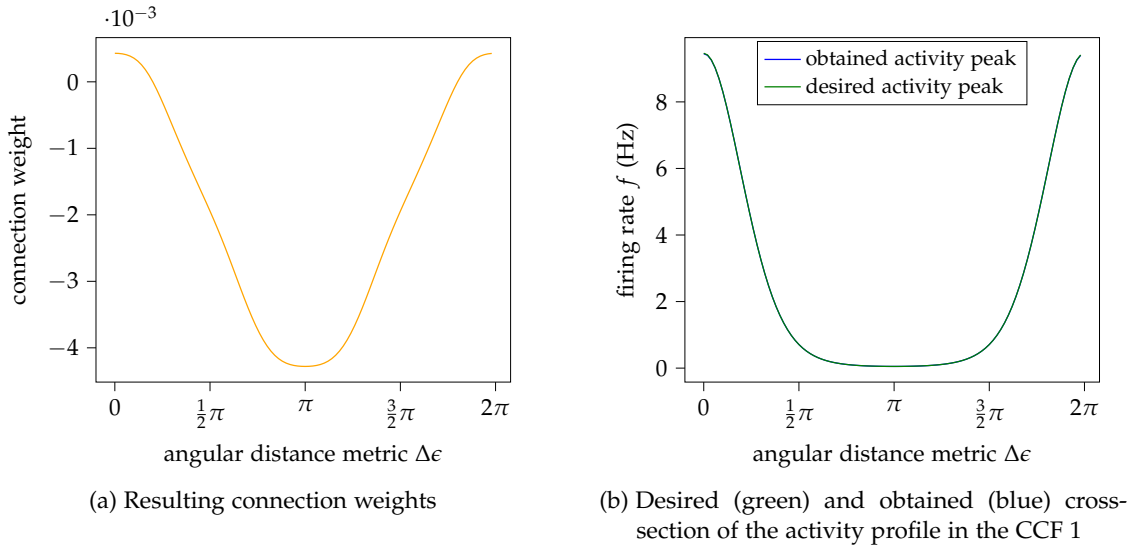 ·10⁻³
0
−1
−2
−3
−4
connection weight
0
½π
π
3/2π
2π
angular distance metric Δϵ
(a) Resulting connection weights
obtained activity peak
desired activity peak
8
6
4
2
0
firing rate f (Hz)
0
½π
π
3/2π
2π
angular distance metric Δϵ
(b) Desired (green) and obtained (blue) cross-
section of the activity profile in the CCF 1